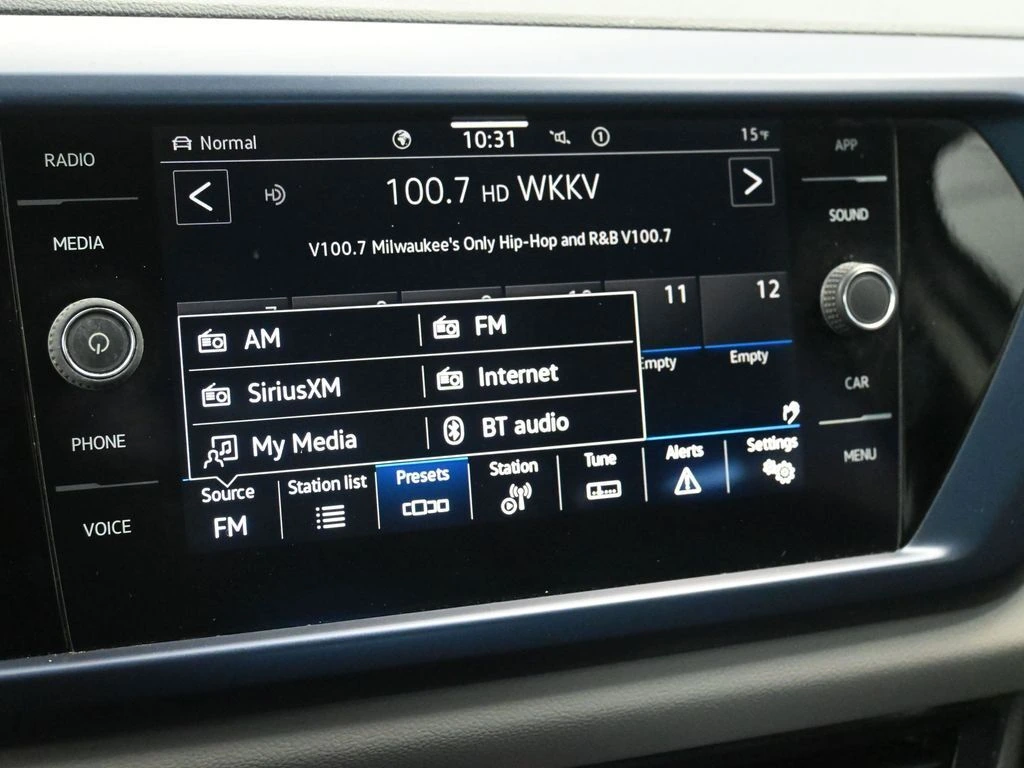 RADIO
MEDIA
PHONE
VOICE
Normal
10:31
1
15°F
HD
100.7 HD WKKV
V100.7 Milwaukee's Only Hip-Hop and R&B V100.7
11
12
Empty
AM
FM
SiriusXM
Internet
My Media
BT audio
Source
FM
Station list
Presets
Station
Tune
Alerts
Settings
APP
SOUND
CAR
MENU